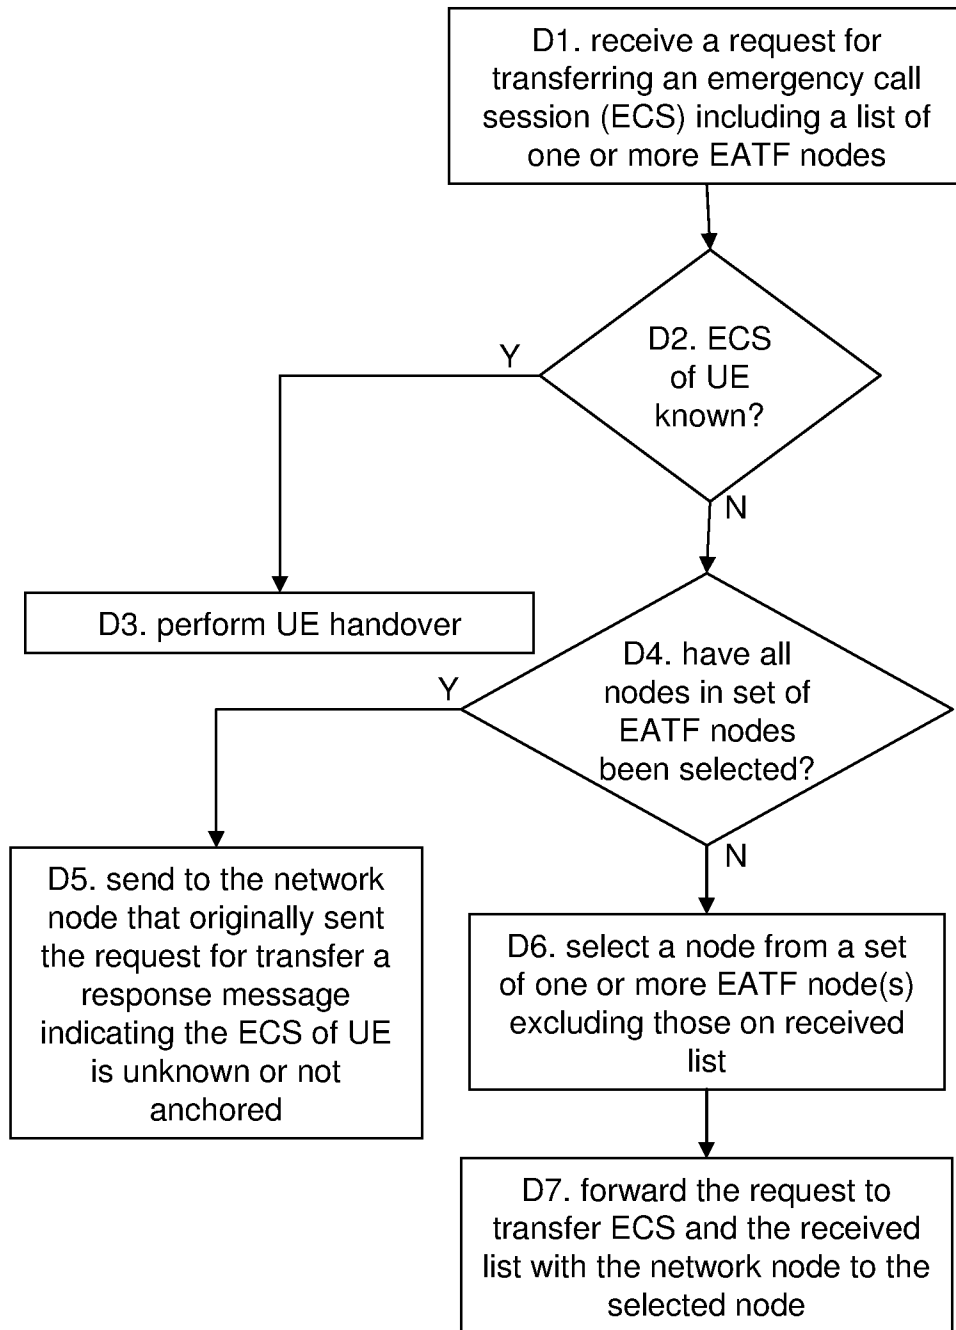 D1. receive a request for
transferring an emergency call
session (ECS) including a list of
one or more EATF nodes
D2. ECS
of UE
known?
Y
N
D3. perform UE handover
D4. have all
nodes in set of
EATF nodes
been selected?
Y
N
D5. send to the network
node that originally sent
the request for transfer a
response message
indicating the ECS of UE
is unknown or not
anchored
D6. select a node from a set
of one or more EATF node(s)
excluding those on received
list
D7. forward the request to
transfer ECS and the received
list with the network node to the
selected node